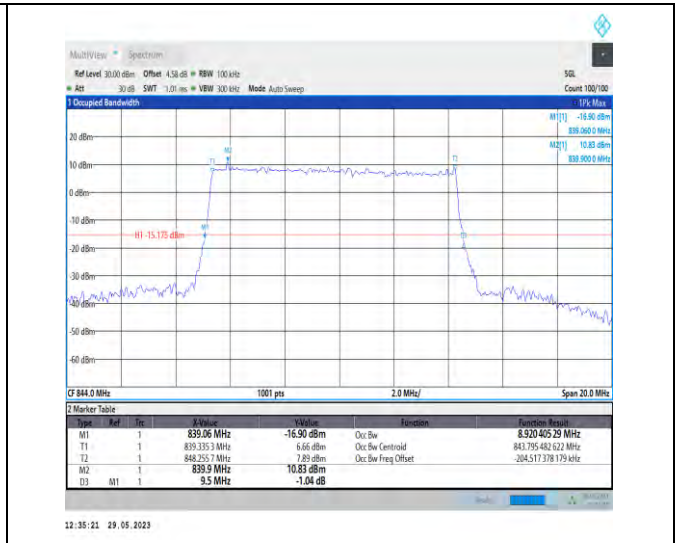 MultiView Spectrum
Ref Level 30.00 dBm Offset 4.58 dB RBW 100 kHz SGL
Att 30 dB SWT 1.01 ms VBW 300 kHz Mode Auto Sweep Count 100/100
1 Occupied Bandwidth 1Pk Max
M1[1] -16.90 dBm
839.060 0 MHz
M2[1] 10.83 dBm
839.900 0 MHz
20 dBm
10 dBm
0 dBm
-10 dBm
-20 dBm
-30 dBm
-40 dBm
-50 dBm
-60 dBm
M2
T1
T2
M1
H1 -15.175 dBm
CF 844.0 MHz 1001 pts 2.0 MHz/ Span 20.0 MHz
2 Marker Table
Type Ref Trc X-Value Y-Value Function Function Result
M1 1 839.06 MHz -16.90 dBm Occ Bw 8.920 405 29 MHz
T1 1 839.335 3 MHz 6.66 dBm Occ Bw Centroid 843.795 482 622 MHz
T2 1 848.255 7 MHz 7.89 dBm Occ Bw Freq Offset -204.517 378 179 kHz
M2 1 839.9 MHz 10.83 dBm
D3 M1 1 9.5 MHz -1.04 dB
12:35:21 29.05.2023